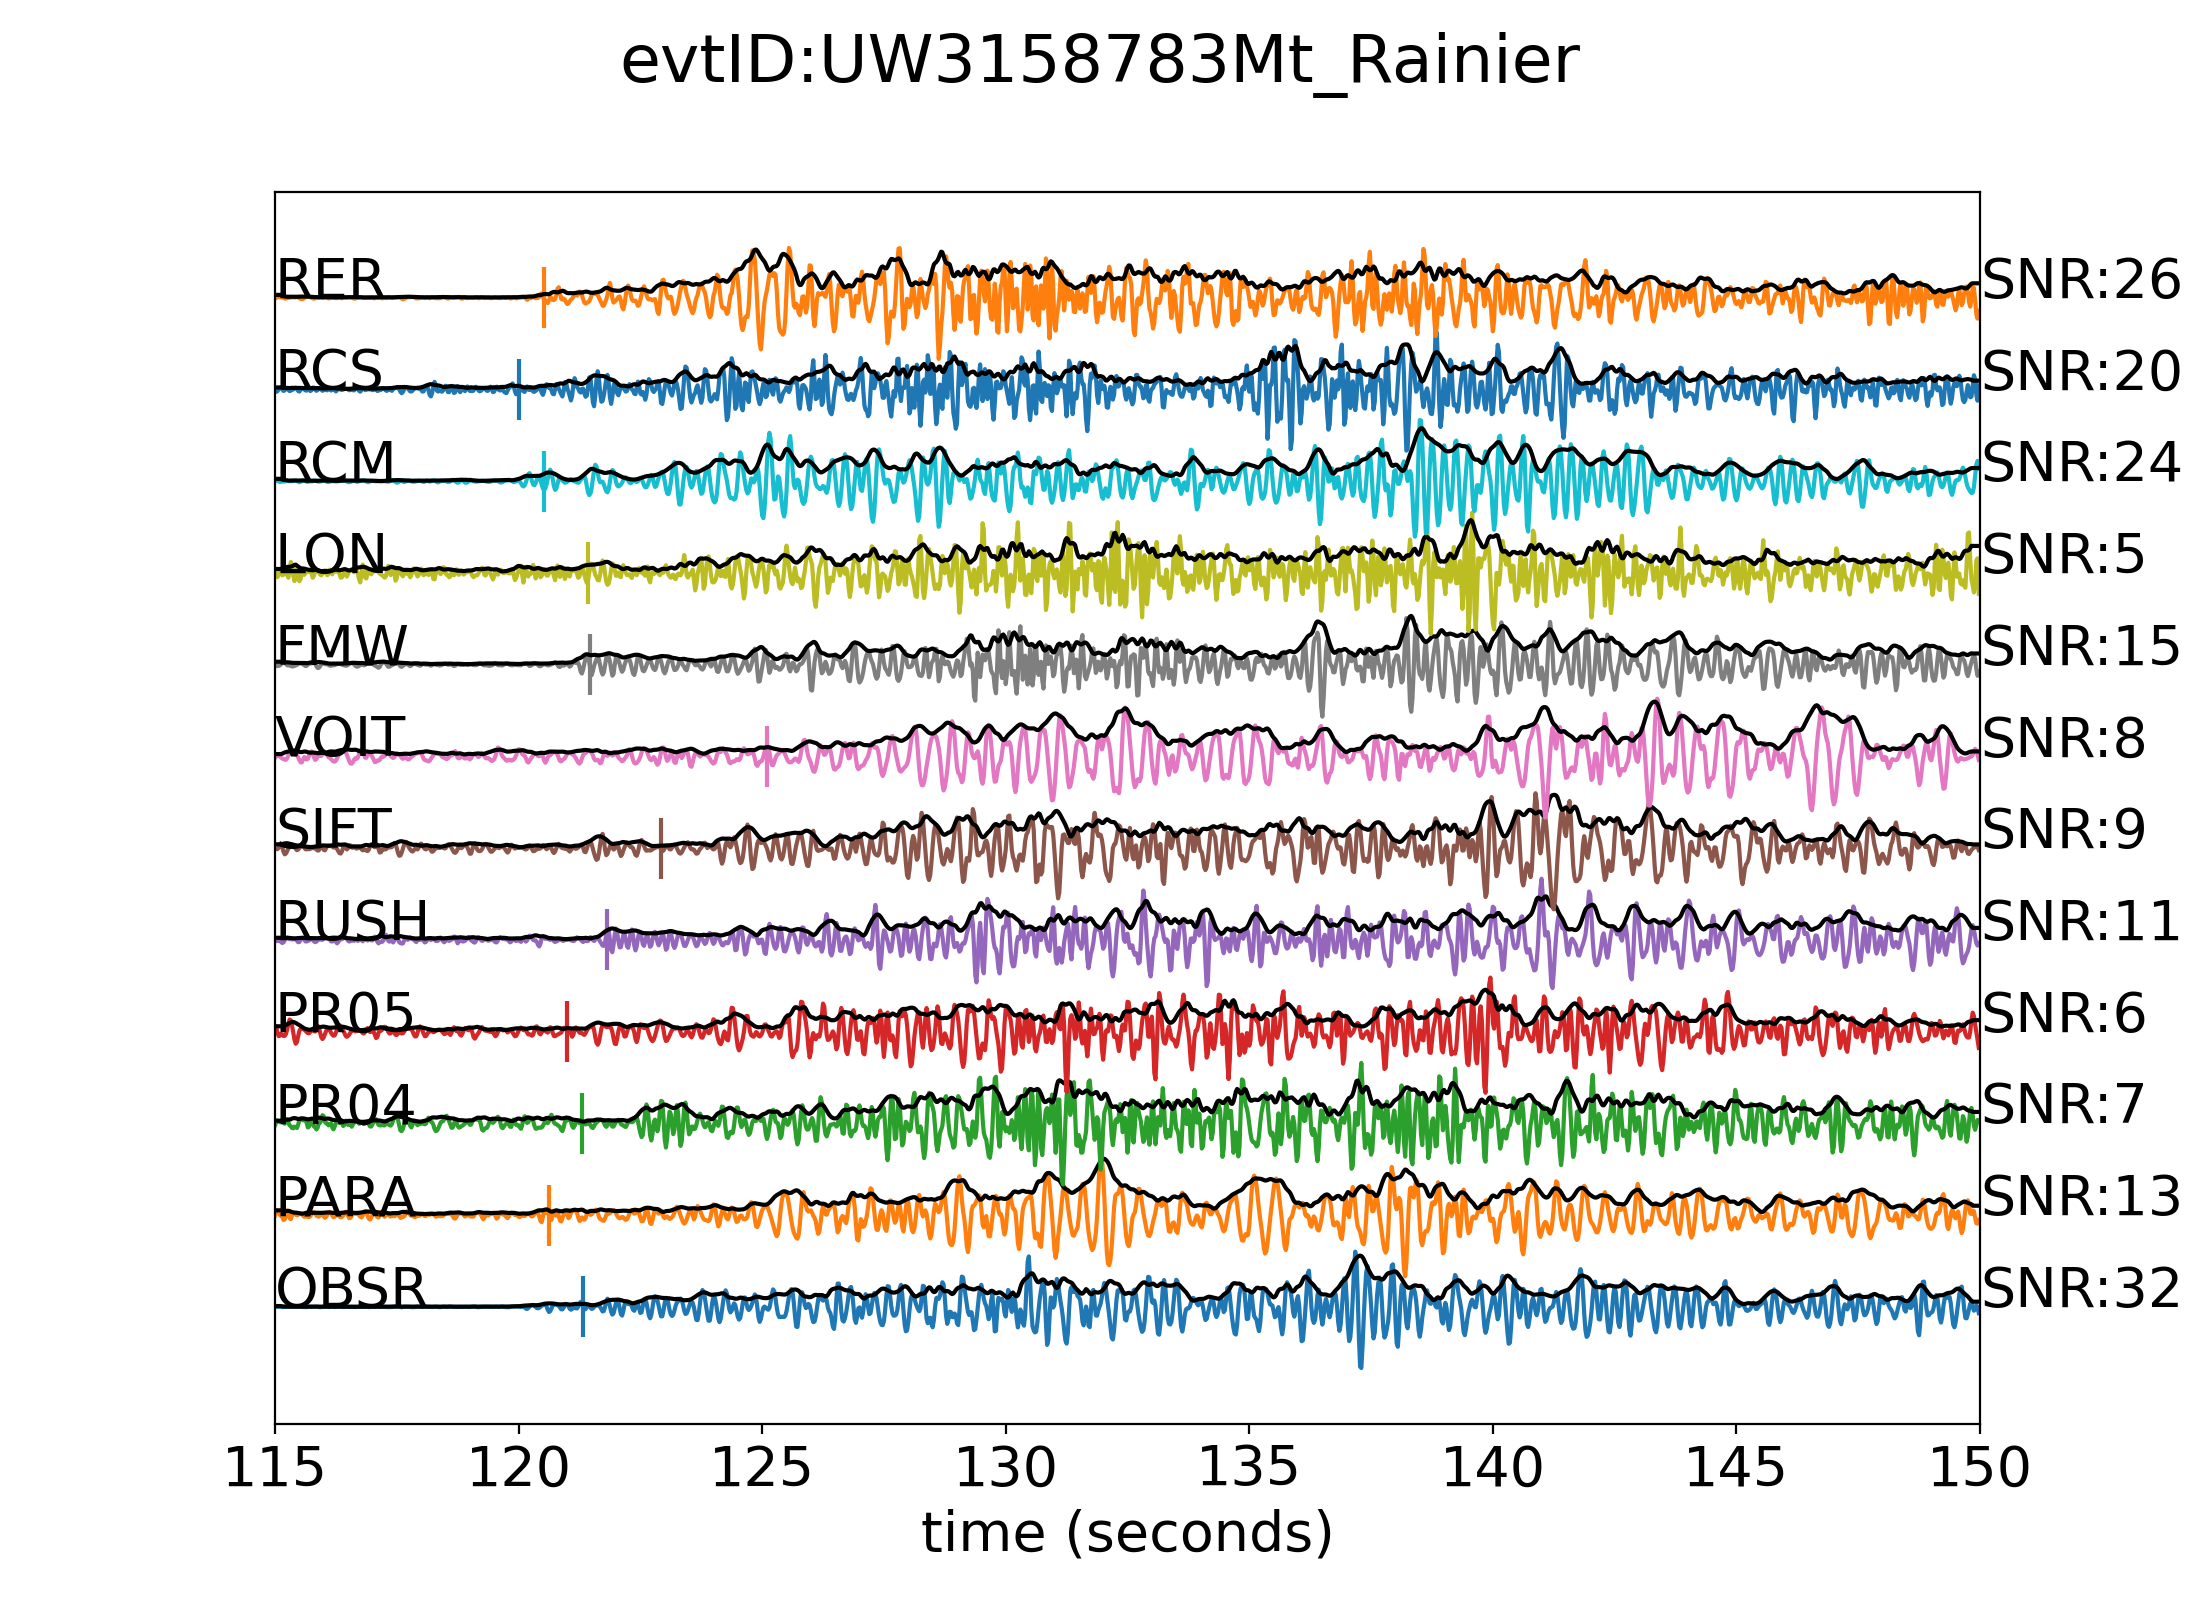 evtID:UW3158783Mt_Rainier
RER SNR:26
RCS SNR:20
RCM SNR:24
LON SNR:5
FMW SNR:15
VOIT SNR:8
SIFT SNR:9
RUSH SNR:11
PR05 SNR:6
PR04 SNR:7
PARA SNR:13
OBSR SNR:32
115 120 125 130 135 140 145 150
time (seconds)